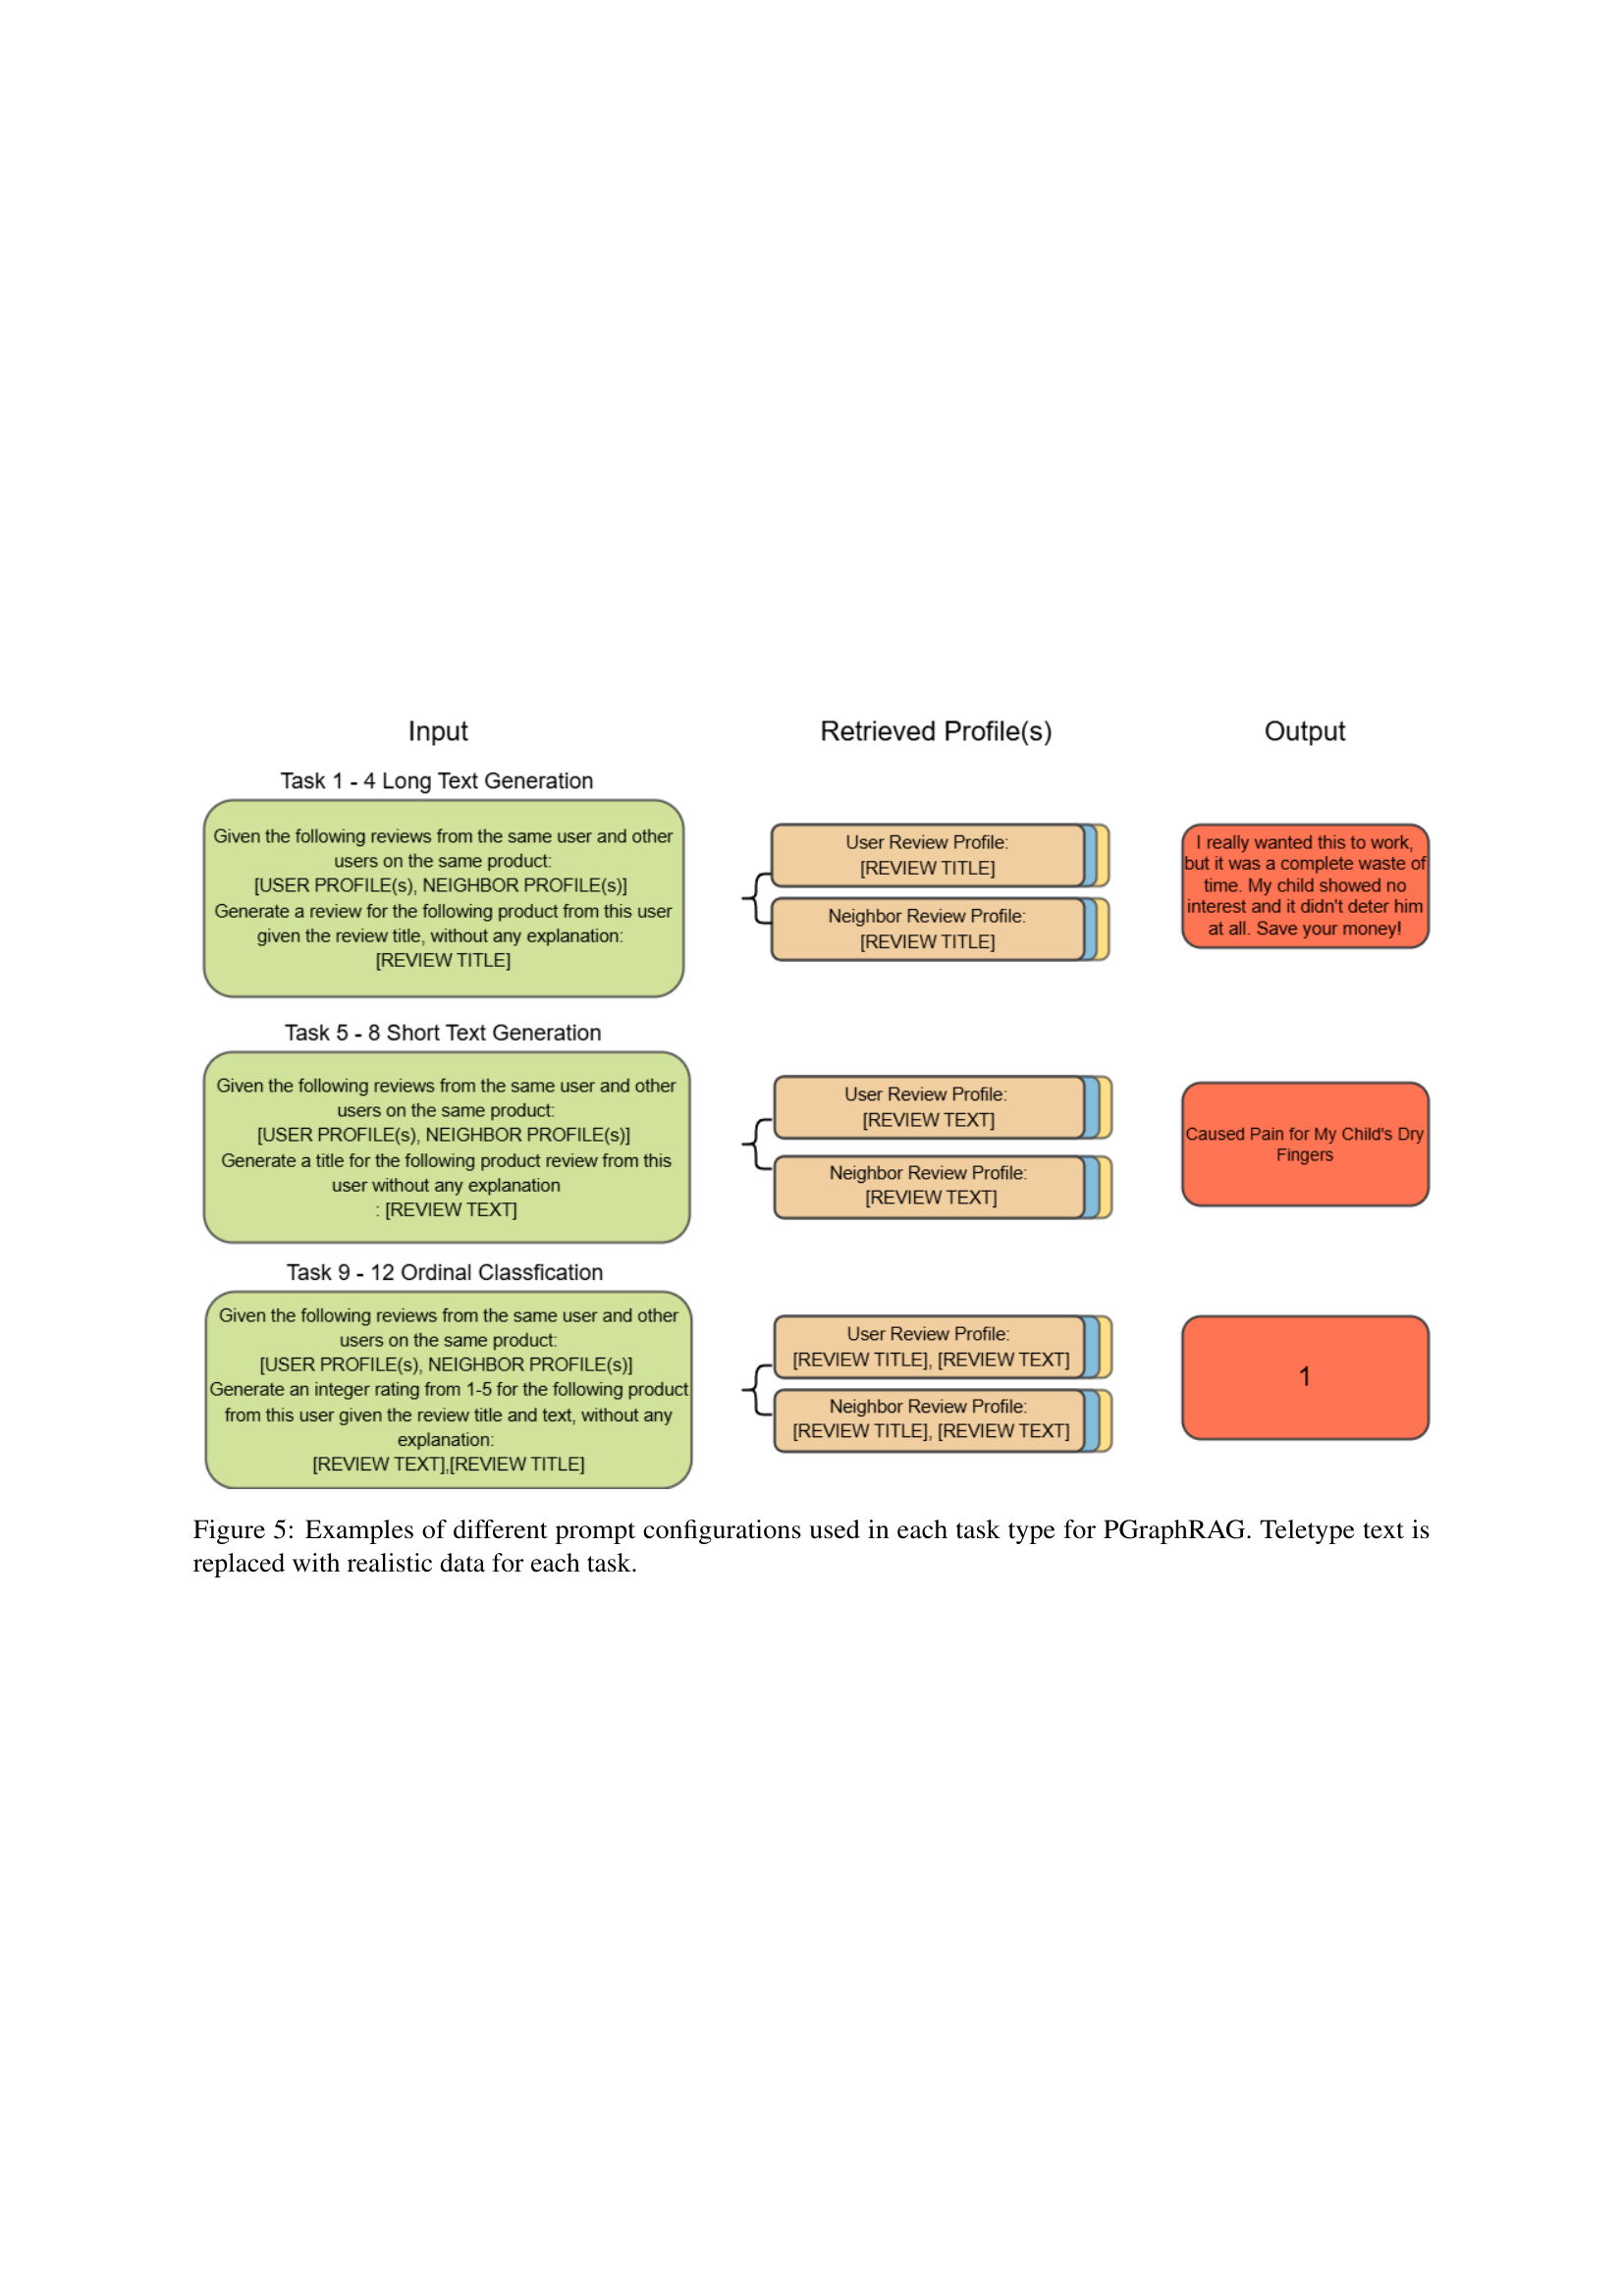 Input
Retrieved Profile(s)
Output
Task 1 - 4 Long Text Generation
Given the following reviews from the same user and other
users on the same product:
[USER PROFILE(s), NEIGHBOR PROFILE(s)]
Generate a review for the following product from this user
given the review title, without any explanation:
[REVIEW TITLE]
User Review Profile:
[REVIEW TITLE]
Neighbor Review Profile:
[REVIEW TITLE]
I really wanted this to work,
but it was a complete waste of
time. My child showed no
interest and it didn't deter him
at all. Save your money!
Task 5 - 8 Short Text Generation
Given the following reviews from the same user and other
users on the same product:
[USER PROFILE(s), NEIGHBOR PROFILE(s)]
Generate a title for the following product review from this
user without any explanation
: [REVIEW TEXT]
User Review Profile:
[REVIEW TEXT]
Neighbor Review Profile:
[REVIEW TEXT]
Caused Pain for My Child's Dry
Fingers
Task 9 - 12 Ordinal Classfication
Given the following reviews from the same user and other
users on the same product:
[USER PROFILE(s), NEIGHBOR PROFILE(s)]
Generate an integer rating from 1-5 for the following product
from this user given the review title and text, without any
explanation:
[REVIEW TEXT],[REVIEW TITLE]
User Review Profile:
[REVIEW TITLE], [REVIEW TEXT]
Neighbor Review Profile:
[REVIEW TITLE], [REVIEW TEXT]
1
Figure 5: Examples of different prompt configurations used in each task type for PGraphRAG. Teletype text is
replaced with realistic data for each task.